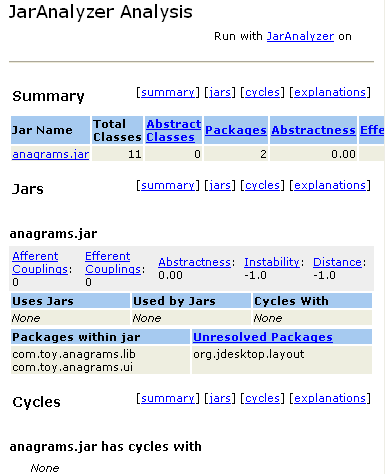 JarAnalyzer Analysis
Run with JarAnalyzer on
Summary [summary] [jars] [cycles] [explanations]
Jar Name Total Classes Abstract Classes Packages Abstractness Effe
anagrams.jar 11 0 2 0.00
Jars [summary] [jars] [cycles] [explanations]
anagrams.jar
Afferent Couplings: 0 Efferent Couplings: 0 Abstractness: 0.00 Instability: -1.0 Distance: -1.0
Uses Jars Used by Jars Cycles With
None None None
Packages within jar Unresolved Packages
com.toy.anagrams.lib org.jdesktop.layout
com.toy.anagrams.ui
Cycles [summary] [jars] [cycles] [explanations]
anagrams.jar has cycles with
None